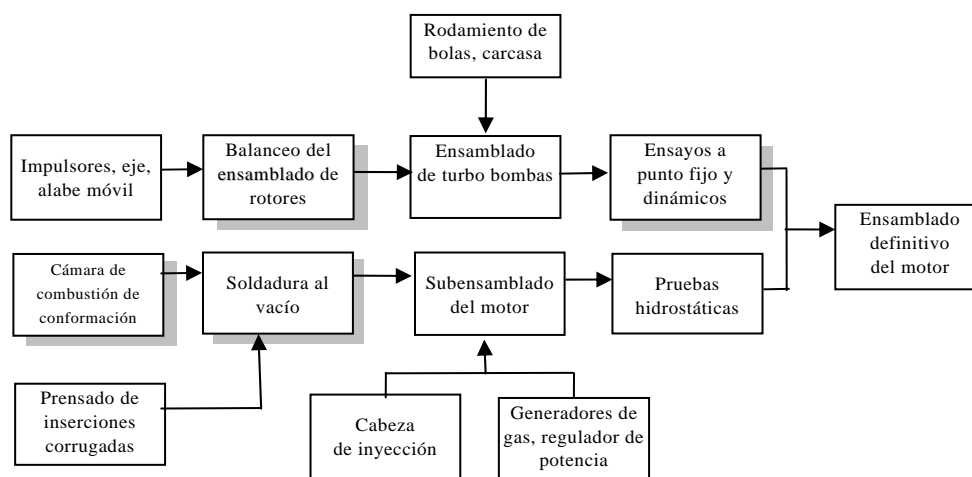 Rodamiento de
bolas, carcasa
Impulsores, eje,
alabe móvil
Balanceo del
ensamblado de
rotores
Ensamblado
de turbo bombas
Ensayos a
punto fijo y
dinámicos
Ensamblado
definitivo
del motor
Cámara de
combustión de
conformación
Soldadura al
vacío
Subensamblado
del motor
Pruebas
hidrostáticas
Prensado de
inserciones
corrugadas
Cabeza
de inyección
Generadores de
gas, regulador de
potencia